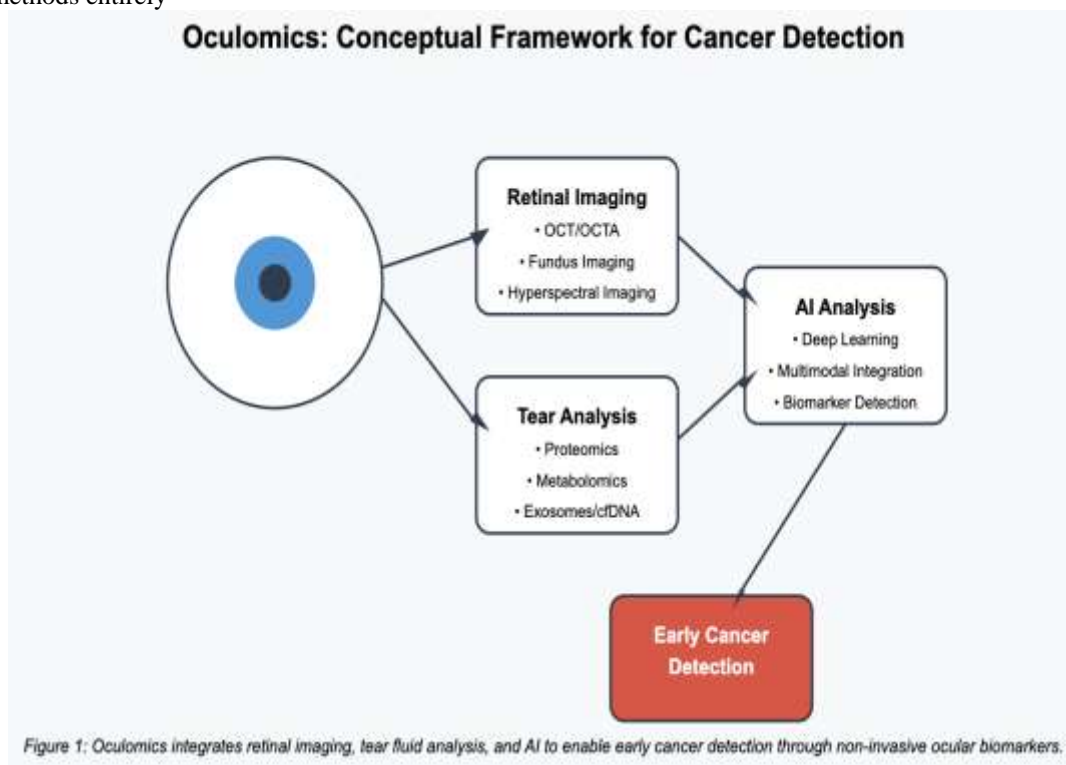 methods entirely
Oculomics: Conceptual Framework for Cancer Detection
Retinal Imaging
• OCT/OCTA
• Fundus Imaging
• Hyperspectral Imaging
AI Analysis
• Deep Learning
• Multimodal Integration
• Biomarker Detection
Tear Analysis
• Proteomics
• Metabolomics
• Exosomes/cfDNA
Early Cancer
Detection
Figure 1: Oculomics integrates retinal imaging, tear fluid analysis, and AI to enable early cancer detection through non-invasive ocular biomarkers.